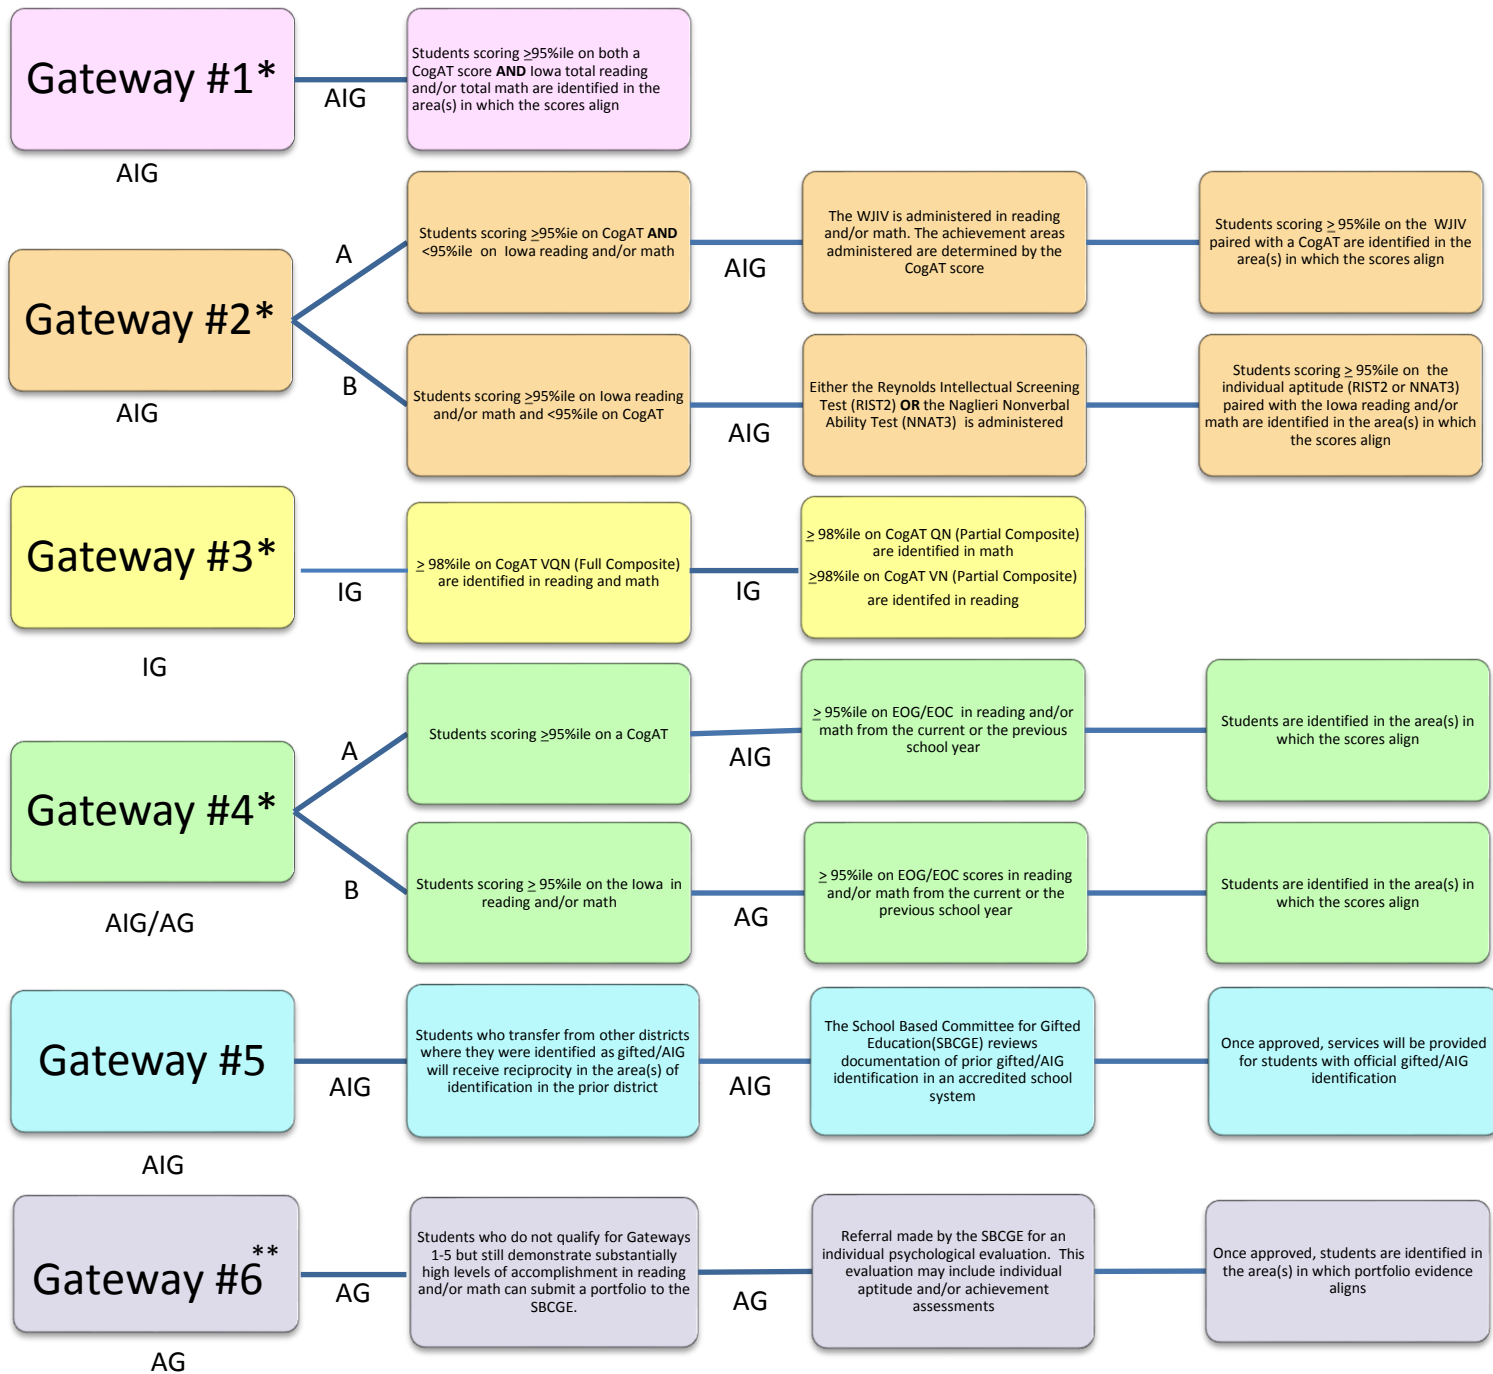 Gateway #1*
AIG
AIG
Students scoring ≥95%ile on both a
CogAT score AND Iowa total reading
and/or total math are identified in the
area(s) in which the scores align
Gateway #2*
AIG
A
Students scoring ≥95%ie on CogAT AND
<95%ile on Iowa reading and/or math
AIG
The WJIV is administered in reading
and/or math. The achievement areas
administered are determined by the
CogAT score
Students scoring ≥ 95%ile on the WJIV
paired with a CogAT are identified in the
area(s) in which the scores align
B
Students scoring ≥95%ile on Iowa reading
and/or math and <95%ile on CogAT
AIG
Either the Reynolds Intellectual Screening
Test (RIST2) OR the Naglieri Nonverbal
Ability Test (NNAT3) is administered
Students scoring ≥ 95%ile on the
individual aptitude (RIST2 or NNAT3)
paired with the Iowa reading and/or
math are identified in the area(s) in which
the scores align
Gateway #3*
IG
IG
≥ 98%ile on CogAT VQN (Full Composite)
are identified in reading and math
IG
≥ 98%ile on CogAT QN (Partial Composite)
are identified in math
≥98%ile on CogAT VN (Partial Composite)
are identifed in reading
Gateway #4*
AIG/AG
A
Students scoring ≥95%ile on a CogAT
AIG
≥ 95%ile on EOG/EOC in reading and/or
math from the current or the previous
school year
Students are identified in the area(s) in
which the scores align
B
Students scoring ≥ 95%ile on the Iowa in
reading and/or math
AG
≥ 95%ile on EOG/EOC scores in reading
and/or math from the current or the
previous school year
Students are identified in the area(s) in
which the scores align
Gateway #5
AIG
AIG
Students who transfer from other districts
where they were identified as gifted/AIG
will receive reciprocity in the area(s) of
identification in the prior district
AIG
The School Based Committee for Gifted
Education(SBCGE) reviews
documentation of prior gifted/AIG
identification in an accredited school
system
Once approved, services will be provided
for students with official gifted/AIG
identification
Gateway #6**
AG
AG
Students who do not qualify for Gateways
1-5 but still demonstrate substantially
high levels of accomplishment in reading
and/or math can submit a portfolio to the
SBCGE.
AG
Referral made by the SBCGE for an
individual psychological evaluation. This
evaluation may include individual
aptitude and/or achievement
assessments
Once approved, students are identified in
the area(s) in which portfolio evidence
aligns